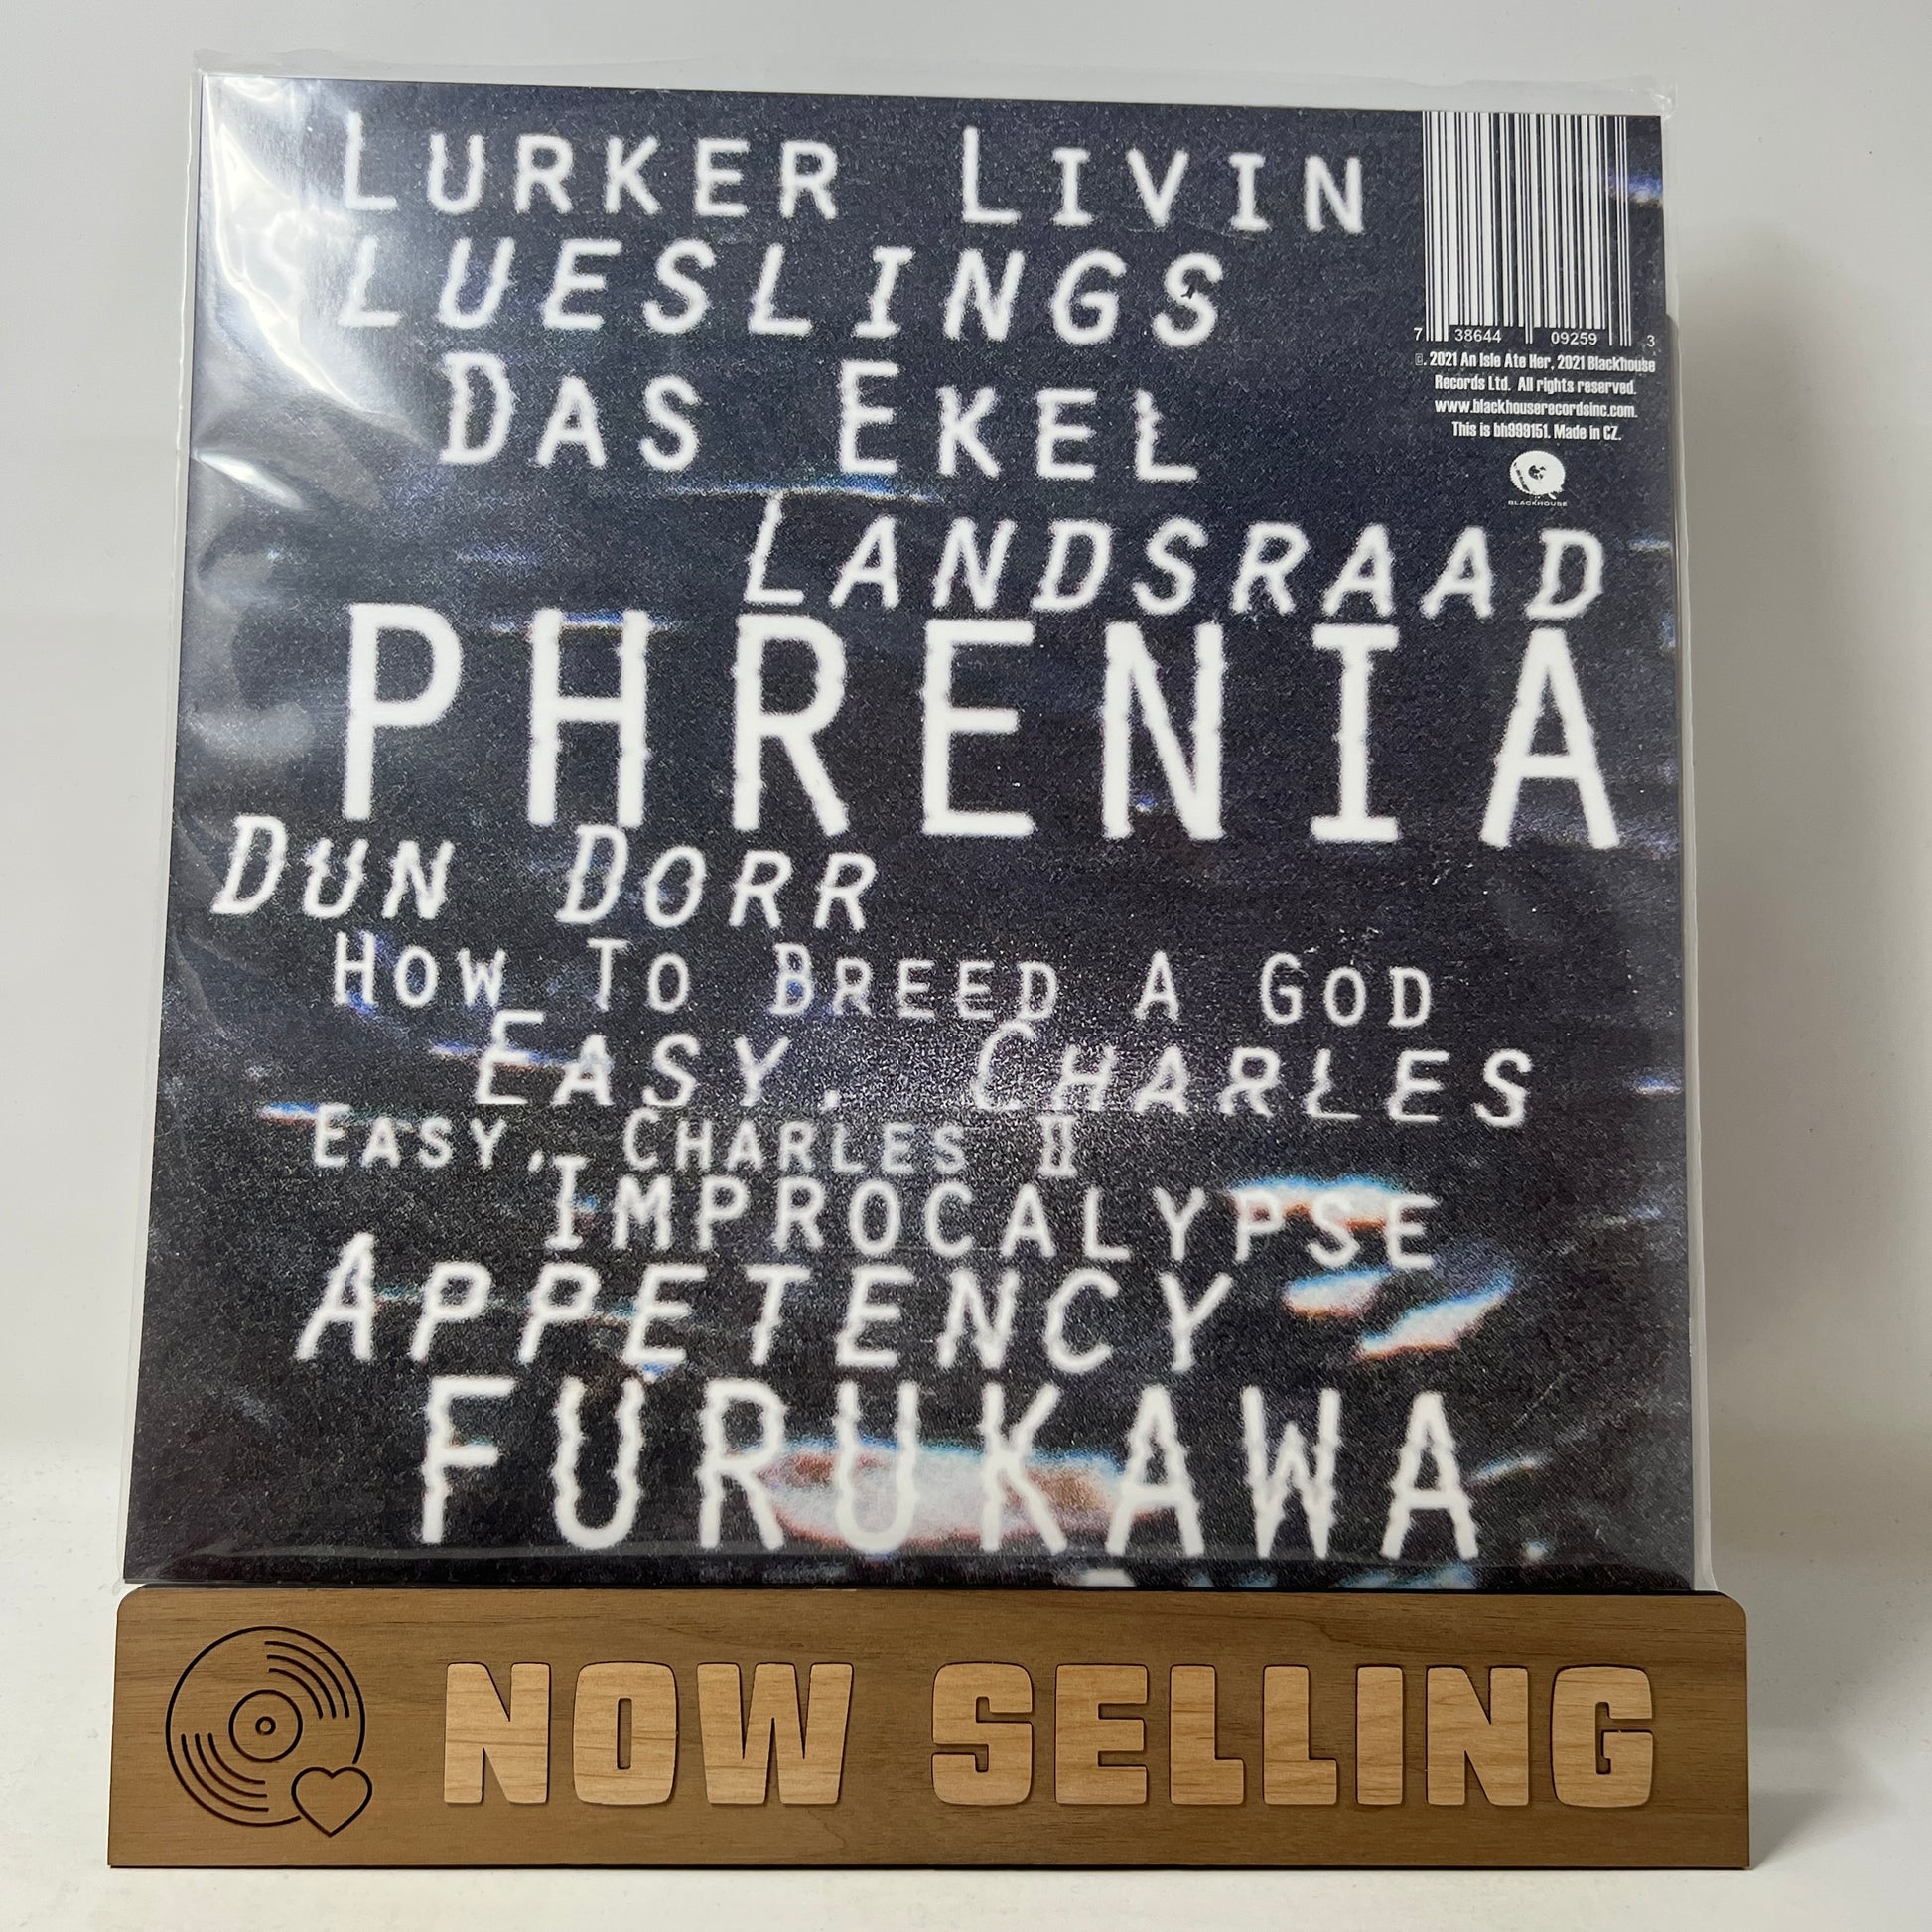 LURKER LIVIN
LUESLINGS
DAS EKEL
LANDSRAAD
PHRENIA
DUN DORR
HOW TO BREED A GOD
EASY, CHARLES
EASY, CHARLES II
IMPROCALYPSE
APPETENCY
FURUKAWA
7 38644 09259 3
℗. 2021 An Isle Ate Her, 2021 Blackhouse
Records Ltd. All rights reserved.
www.blackhouserecordsinc.com.
This is bh999151. Made in CZ.
BLACKHOUSE
NOW SELLING